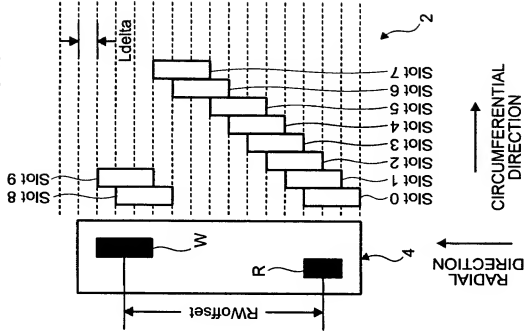 Ldelta
2
Slot 9
Slot 8
Slot 7
Slot 6
Slot 5
Slot 4
Slot 3
Slot 2
Slot 1
Slot 0
CIRCUMFERENTIAL
DIRECTION
W
R
RWoffset
4
RADIAL
DIRECTION